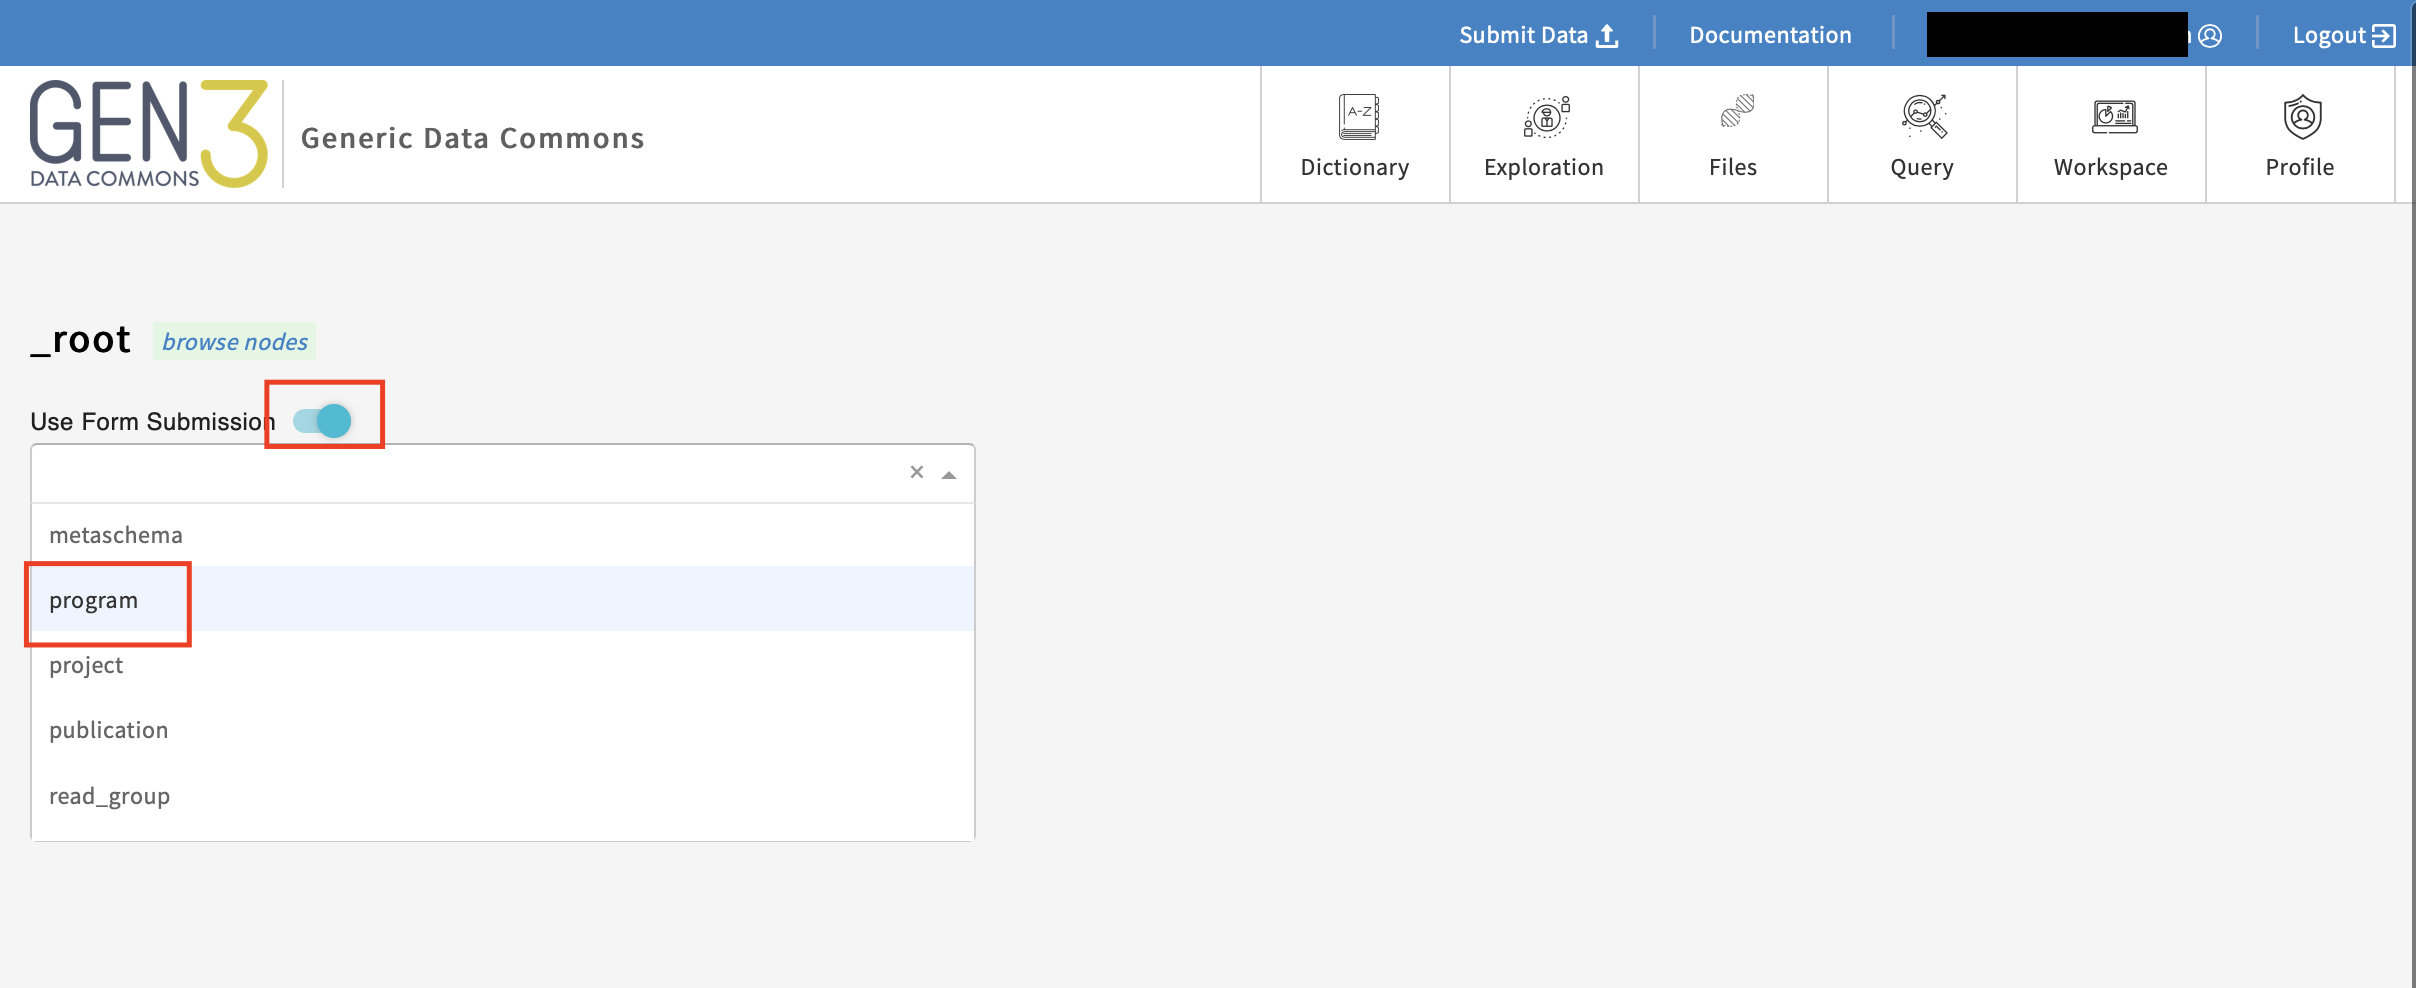 Submit Data
Documentation
Logout
GEN3
DATA COMMONS
Generic Data Commons
A-Z
Dictionary
Exploration
Files
Query
Workspace
Profile
_root browse nodes
Use Form Submission
×
metaschema
program
project
publication
read_group